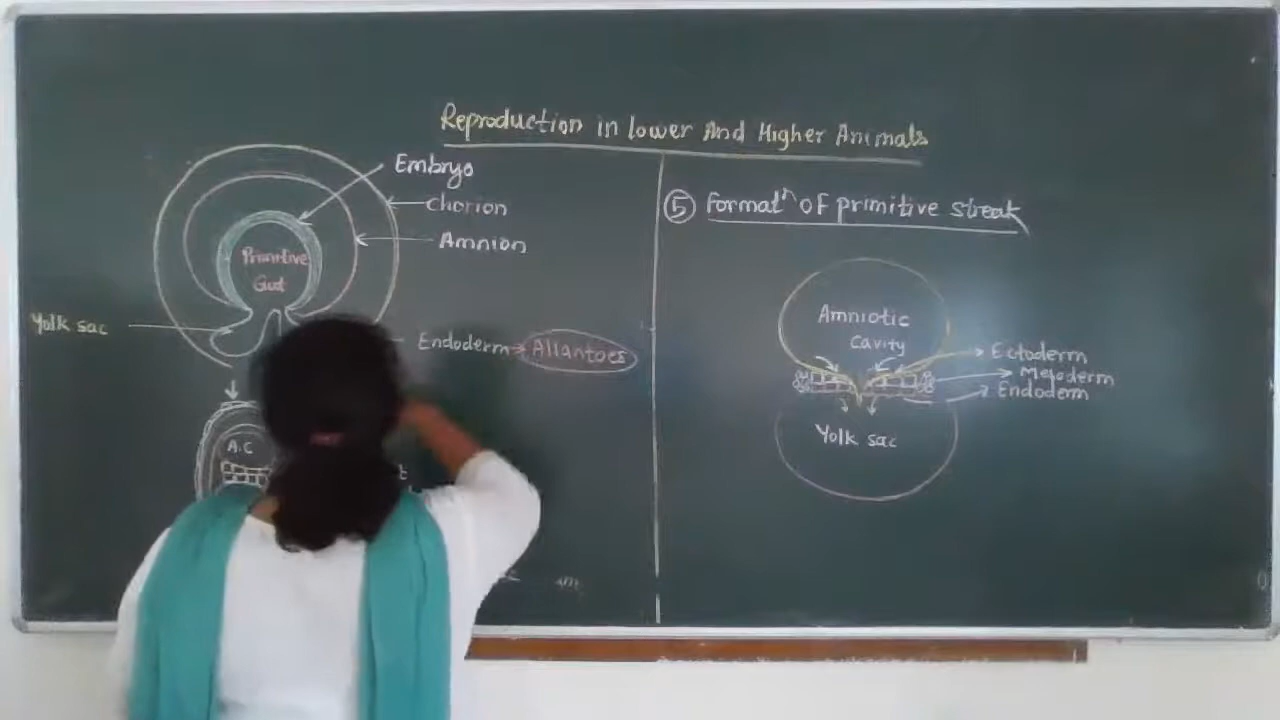 Reproduction in lower And Higher Animals
Embryo
Chorion
Amnion
Primitive
Gut
Yolk sac
Endoderm → Allantoes
A.C
⑤ Formatⁿ of primitive streak
Amniotic
cavity
Ectoderm
Mesoderm
Endoderm
Yolk sac